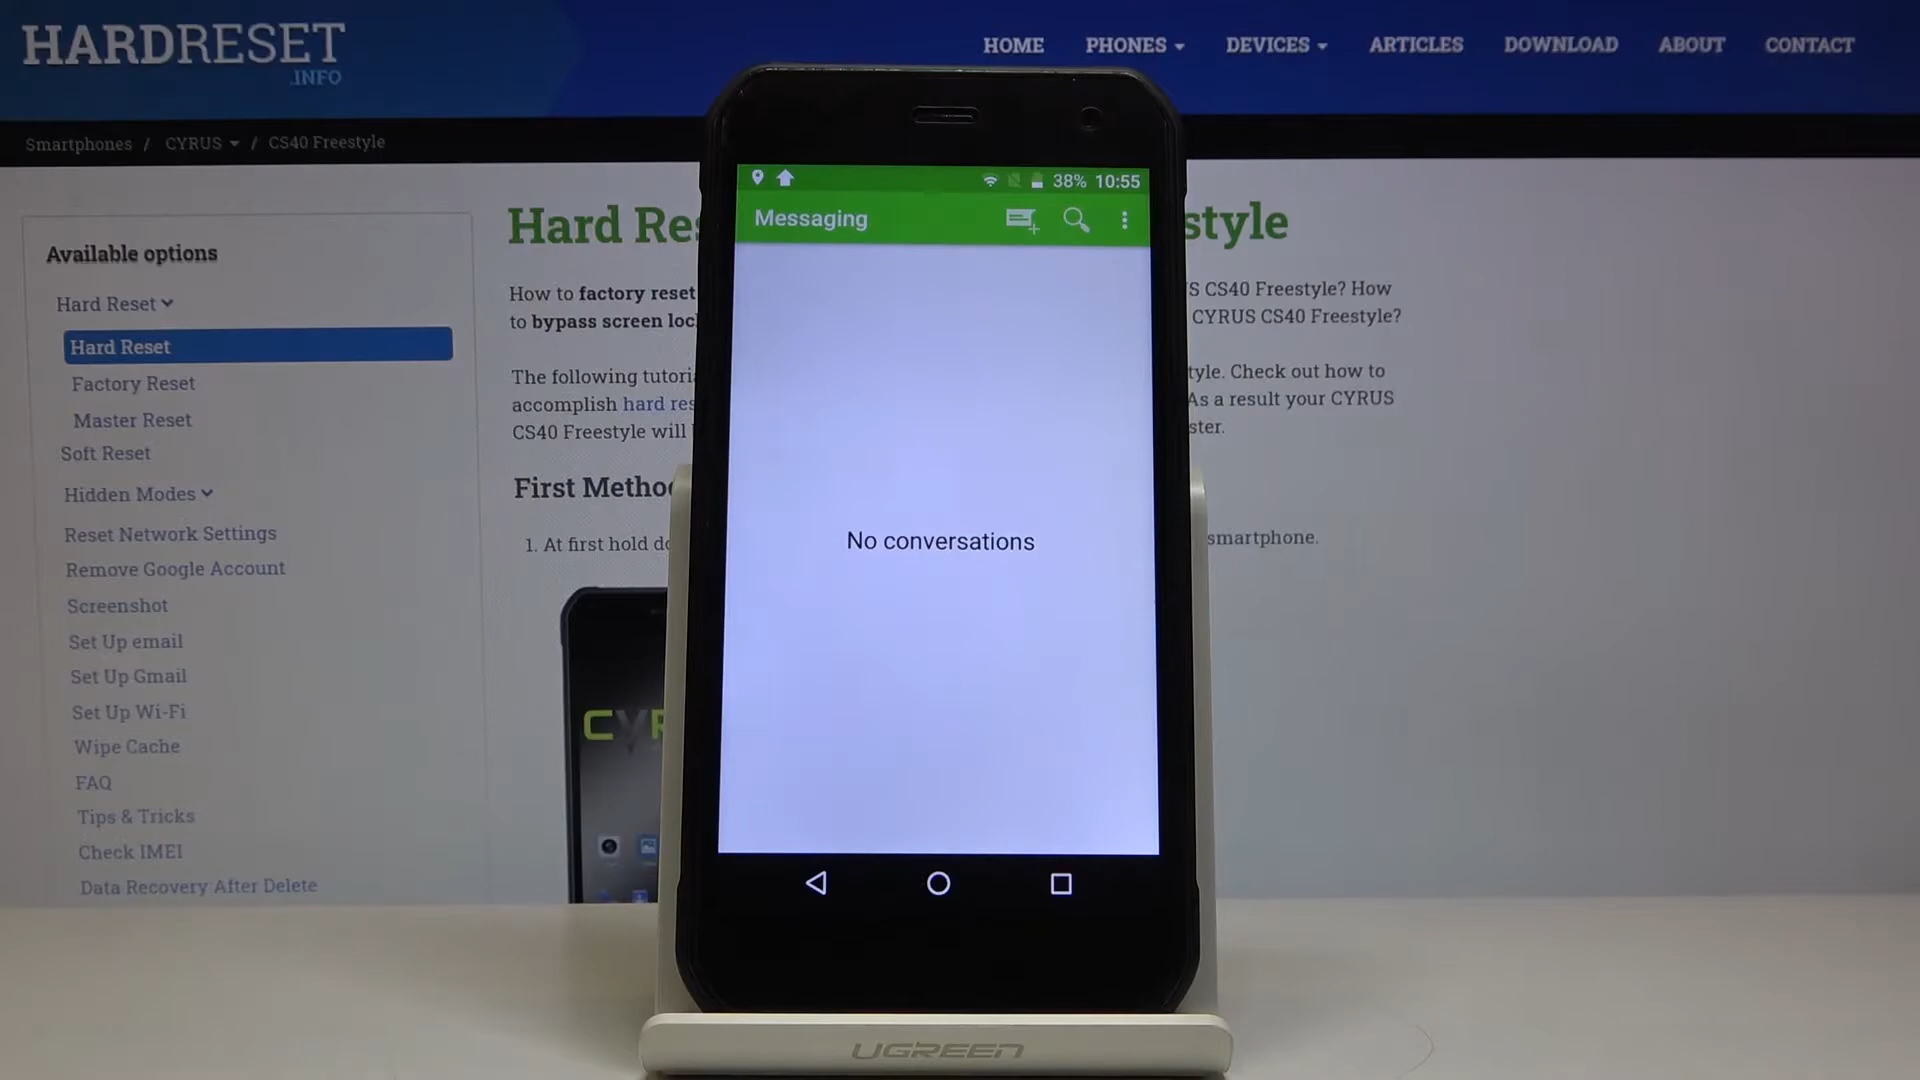 HARDRESET
.INFO
HOME PHONES DEVICES ARTICLES DOWNLOAD ABOUT CONTACT
Smartphones / CYRUS / CS40 Freestyle
Available options
Hard Reset
Hard Reset
Factory Reset
Master Reset
Soft Reset
Hidden Modes
Reset Network Settings
Remove Google Account
Screenshot
Set Up email
Set Up Gmail
Set Up Wi-Fi
Wipe Cache
FAQ
Tips & Tricks
Check IMEI
Data Recovery After Delete
Hard Res
style
How to factory reset
S CS40 Freestyle? How
to bypass screen loc
CYRUS CS40 Freestyle?
The following tutoria
tyle. Check out how to
accomplish hard res
As a result your CYRUS
CS40 Freestyle will
ster.
First Method
1. At first hold do
smartphone.
CYR
38% 10:55
Messaging
No conversations
UGREEN